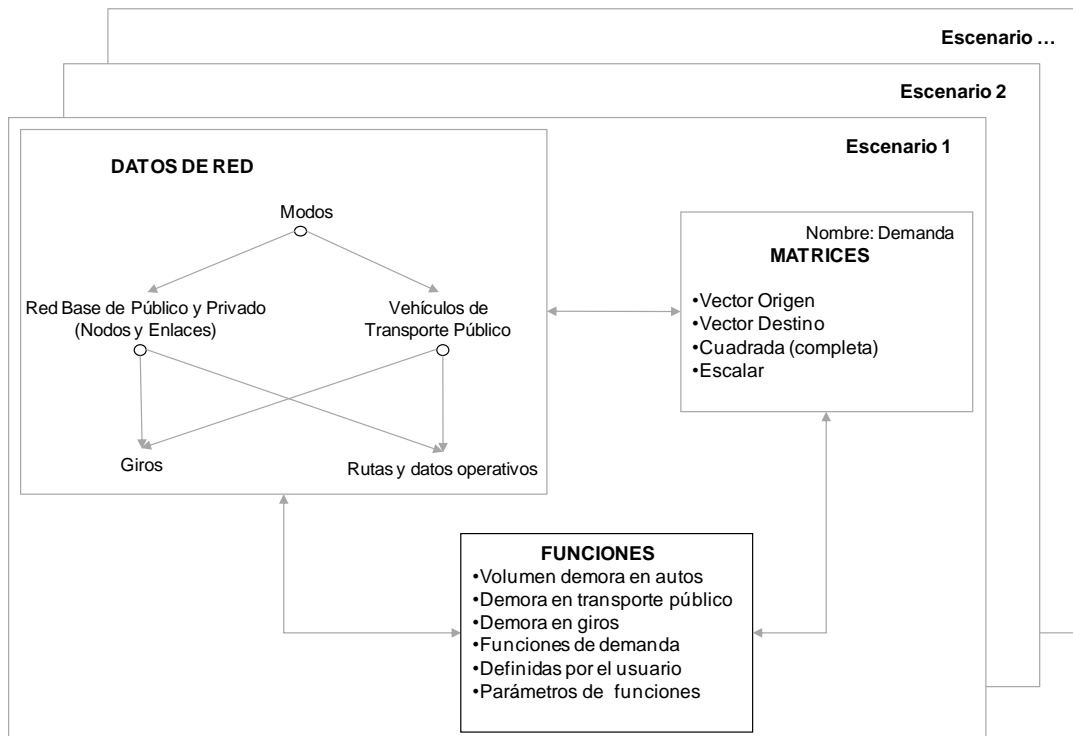 Escenario …
Escenario 2
Escenario 1
DATOS DE RED
Modos
Red Base de Público y Privado
(Nodos y Enlaces)
Vehículos de
Transporte Público
Giros
Rutas y datos operativos
Nombre: Demanda
MATRICES
•Vector Origen
•Vector Destino
•Cuadrada (completa)
•Escalar
FUNCIONES
•Volumen demora en autos
•Demora en transporte público
•Demora en giros
•Funciones de demanda
•Definidas por el usuario
•Parámetros de funciones